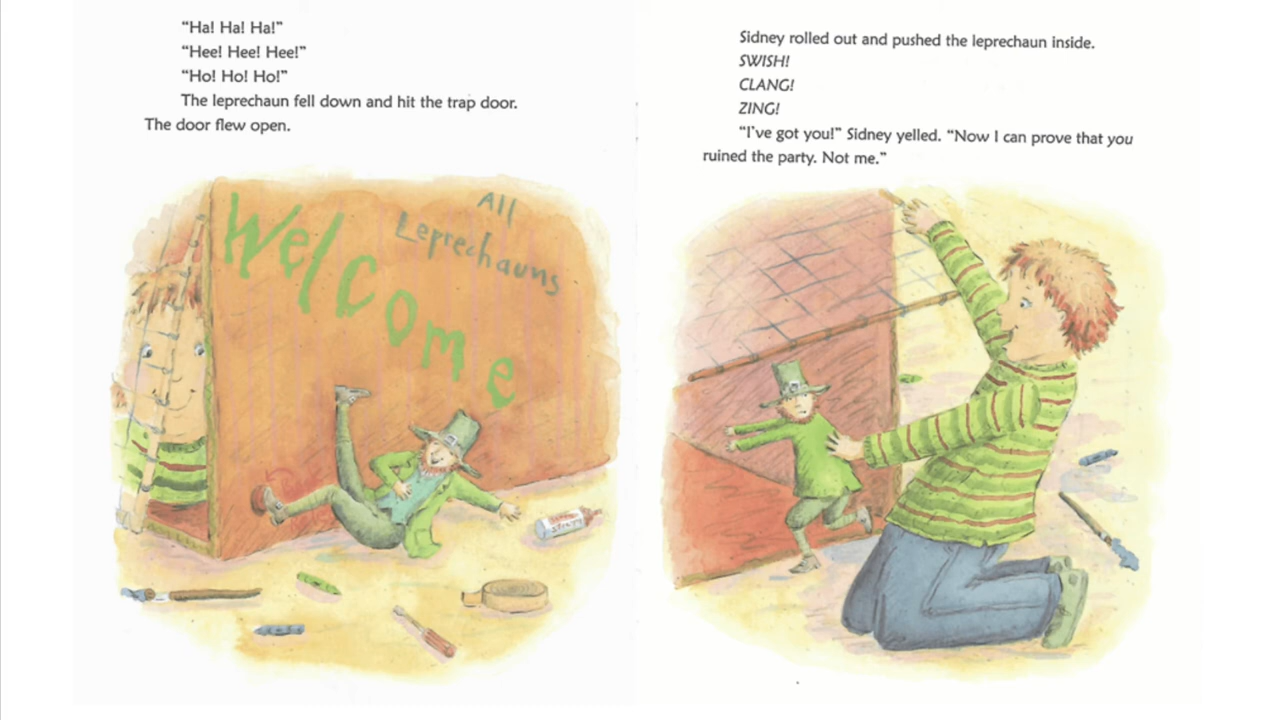 “Ha! Ha! Ha!”
“Hee! Hee! Hee!”
“Ho! Ho! Ho!”
The leprechaun fell down and hit the trap door.
The door flew open.
Welcome
All
Leprechauns
Sidney rolled out and pushed the leprechaun inside.
SWISH!
CLANG!
ZING!
“I’ve got you!” Sidney yelled. “Now I can prove that you
ruined the party. Not me.”